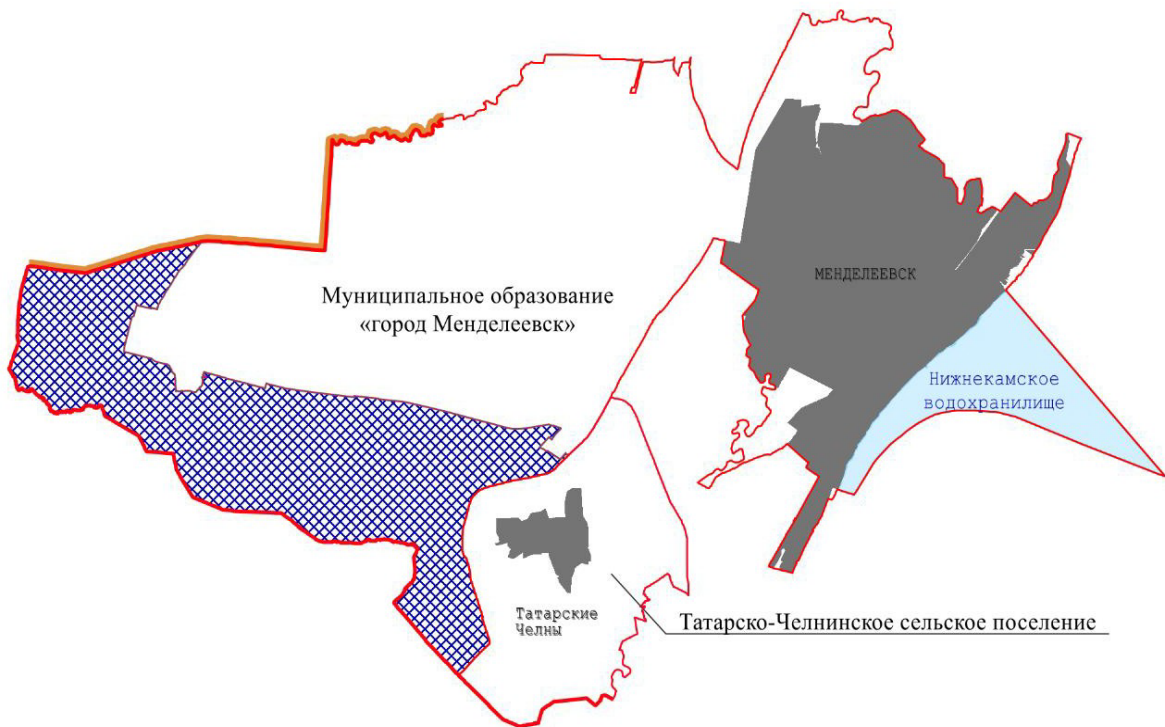 МЕНДЕЛЕЕВСК
Муниципальное образование
«город Менделеевск»
Нижнекамское
водохранилище
Татарские
Челны
Татарско-Челнинское сельское поселение